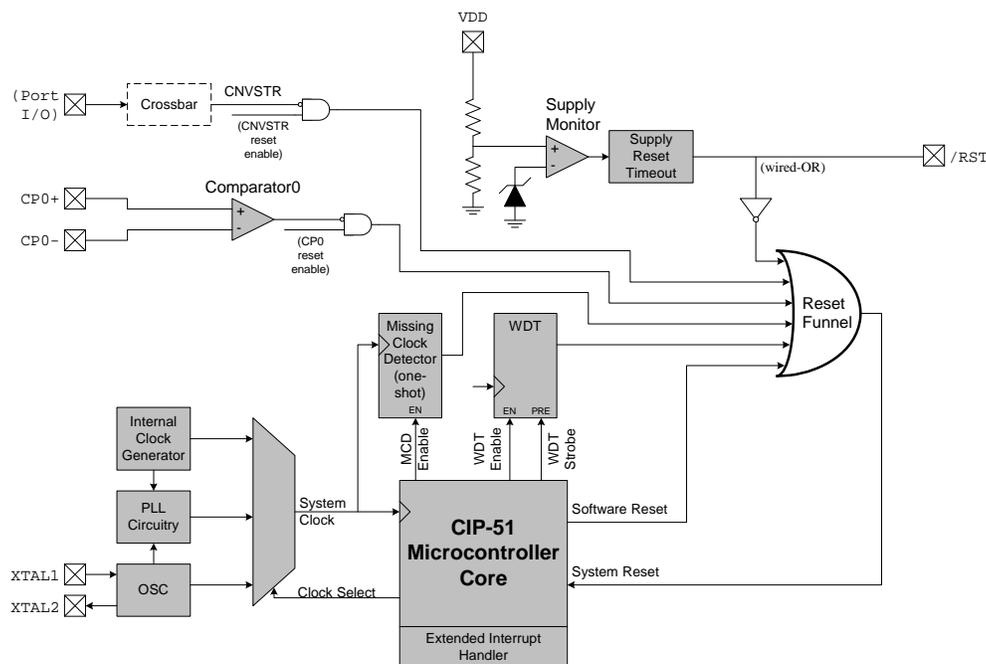 VDD
(Port
I/O)
Crossbar
CNVSTR
(CNVSTR
reset
enable)
Supply
Monitor
+
-
Supply
Reset
Timeout
(wired-OR)
/RST
CP0+
CP0-
Comparator0
+
-
(CP0
reset
enable)
Reset
Funnel
Missing
Clock
Detector
(one-
shot)
EN
WDT
EN
PRE
MCD
Enable
WDT
Enable
WDT
Strobe
Internal
Clock
Generator
PLL
Circuitry
OSC
XTAL1
XTAL2
System
Clock
Clock Select
CIP-51
Microcontroller
Core
Software Reset
System Reset
Extended Interrupt
Handler